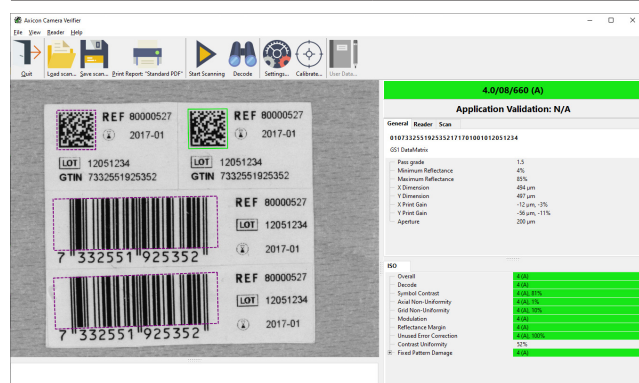 Axicon Camera Verifier
File View Reader Help
Quit Load scan... Save scan... Print Report: "Standard PDF" Start Scanning Decode Settings... Calibrate... User Data...
4.0/08/660 (A)
Application Validation: N/A
General Reader Scan
010733255192535217170100101 2051234
GS1 DataMatrix
Pass grade 1.5
Minimum Reflectance 4%
Maximum Reflectance 85%
X Dimension 494 µm
Y Dimension 497 µm
X Print Gain -12 µm, -3%
Y Print Gain -56 µm, -11%
Aperture 200 µm
ISO
Overall 4 (A)
Decode 4 (A)
Symbol Contrast 4 (A), 81%
Axial Non-Uniformity 4 (A), 1%
Grid Non-Uniformity 4 (A), 10%
Modulation 4 (A)
Reflectance Margin 4 (A)
Unused Error Correction 4 (A), 100%
Contrast Uniformity 52%
Fixed Pattern Damage 4 (A)
REF 80000527
2017-01
LOT 12051234
GTIN 7332551925352
REF 80000527
2017-01
LOT 12051234
GTIN 7332551925352
REF 80000527
LOT 12051234
2017-01
7 332551 925352
REF 80000527
LOT 12051234
2017-01
7 332551 925352